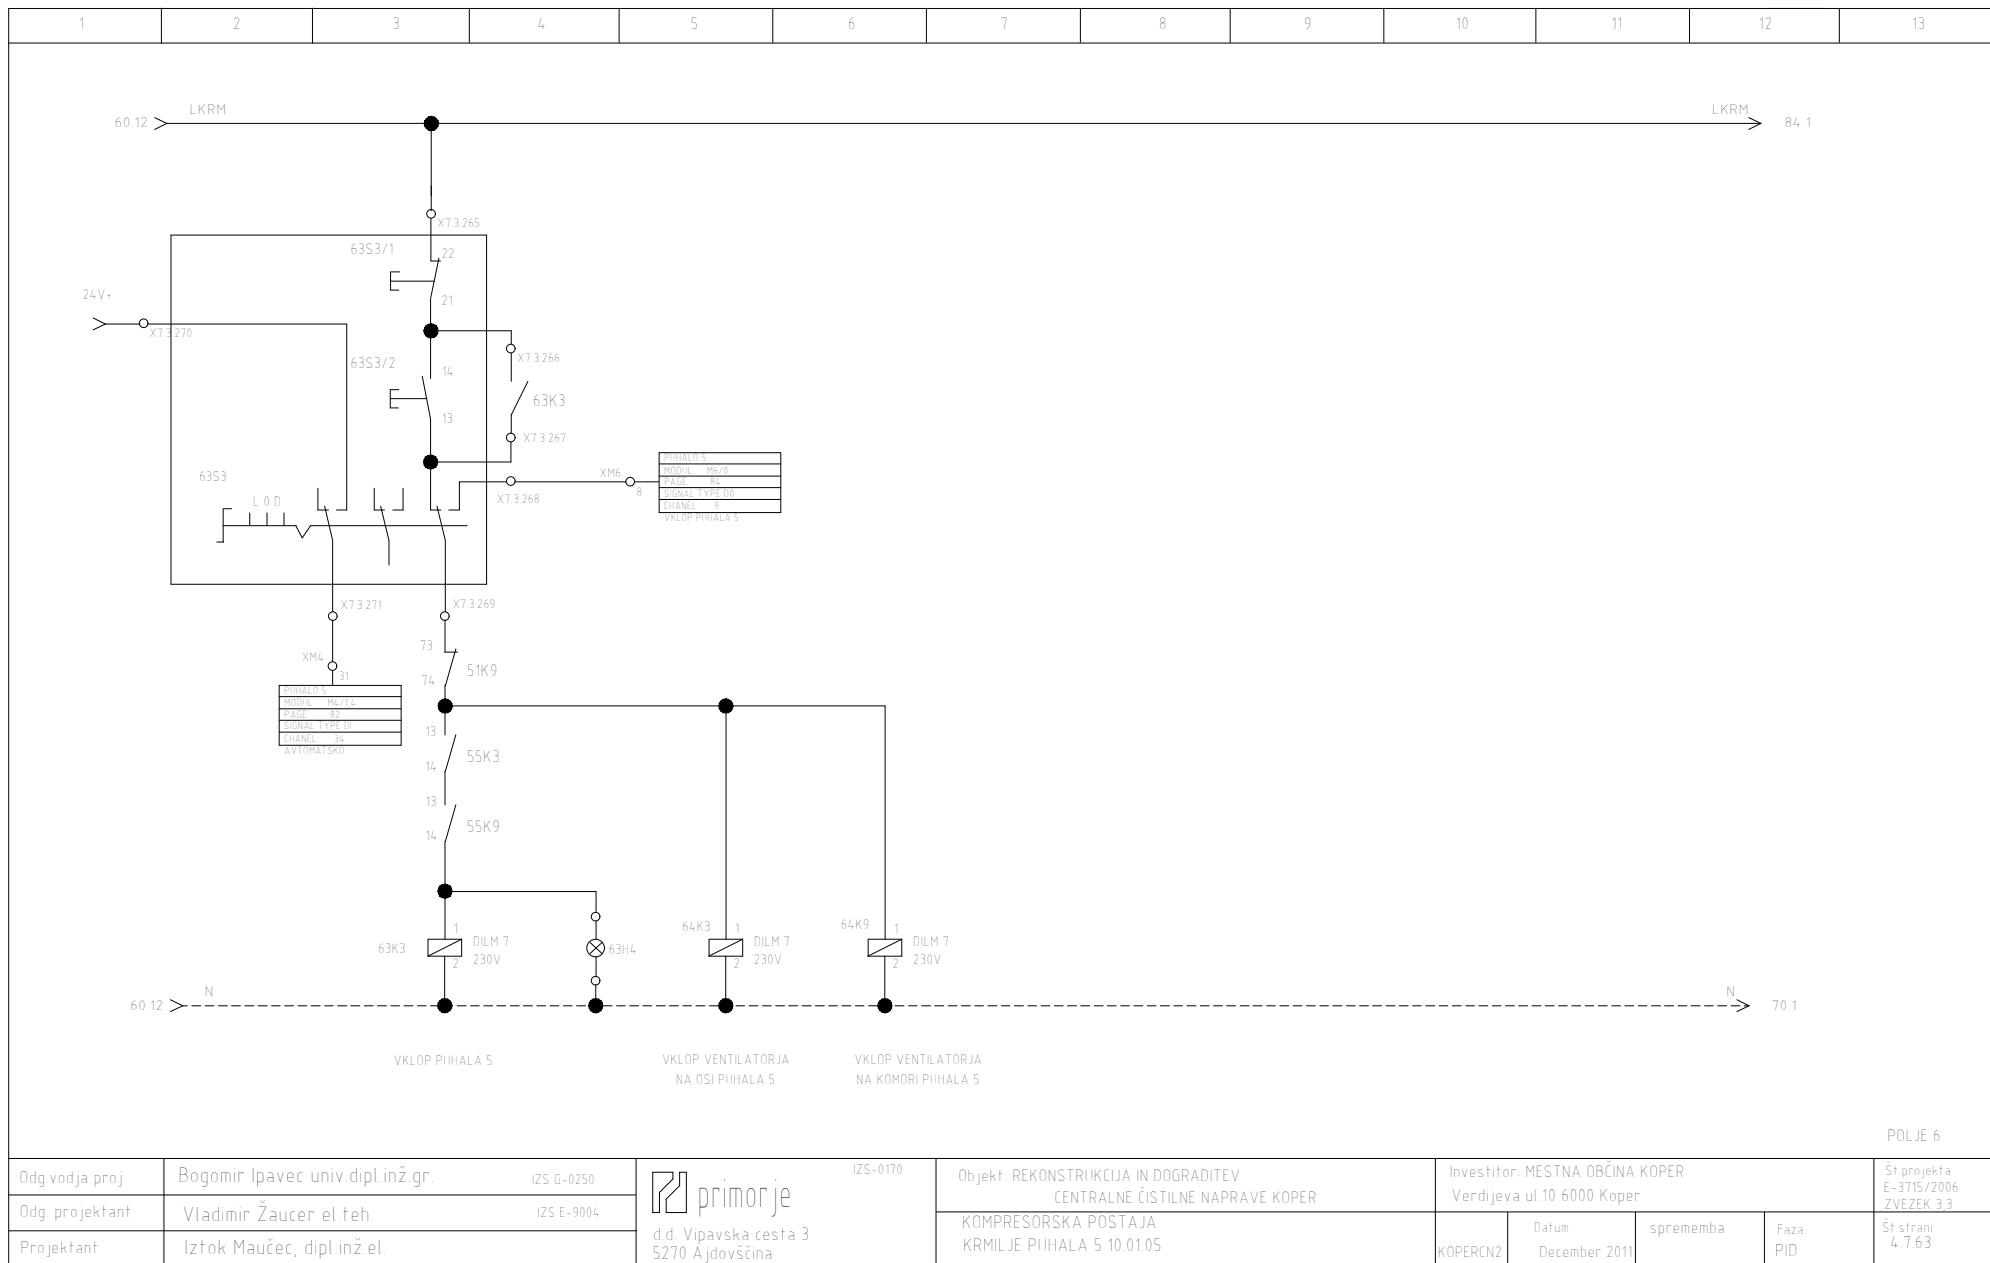 1 2 3 4 5 6 7 8 9 10 11 12 13
60.12 LKRM LKRM 84.1
X7.3.265
63S3/1 22
21
24V+
X7.3.270
63S3/2 14
13
X7.3.266
63K3
X7.3.267
63S3
L 0 D
X7.3.268
XM6
8
PUHALO 5
MODUL M6/0
PAGE 84
SIGNAL TYPE DO
CHANEL 9
VKLOP PUHALA 5
X7.3.271
X7.3.269
XM4
31
PUHALO 5
MODUL M4/1,4
PAGE 82
SIGNAL TYPE DI
CHANEL 34
AVTOMATSKO
73
51K9
74
13
55K3
14
13
55K9
14
63K3 1 DILM 7
2 230V
63H4
64K3 1 DILM 7
2 230V
64K9 1 DILM 7
2 230V
60.12 N N 70.1
VKLOP PUHALA 5
VKLOP VENTILATORJA
NA OSI PUHALA 5
VKLOP VENTILATORJA
NA KOMORI PUHALA 5
POLJE 6
Odg.vodja proj. Bogomir Ipavec univ.dipl.inž.gr. IZS G-0250
Odg. projektant Vladimir Žaucer el.teh. IZS E-9004
Projektant Iztok Maučec, dipl.inž.el.
IZS-0170
primorje
d.d. Vipavska cesta 3
5270 Ajdovščina
Objekt: REKONSTRUKCIJA IN DOGRADITEV
CENTRALNE ČISTILNE NAPRAVE KOPER
KOMPRESORSKA POSTAJA
KRMILJE PUHALA 5 10.01.05
Investitor: MESTNA OBČINA KOPER
Verdijeva ul.10 6000 Koper
KOPERCN2
Datum:
December 2011
sprememba
Faza:
PID
Št.projekta
E-3715/2006
ZVEZEK 3,3
Št.strani
4.7.63